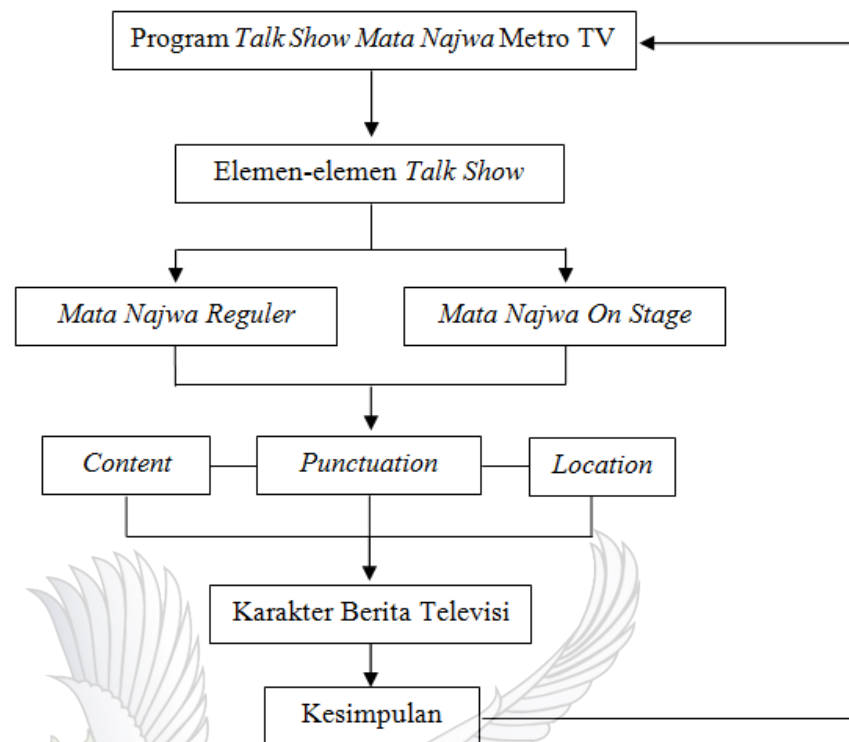 Program Talk Show Mata Najwa Metro TV
Elemen-elemen Talk Show
Mata Najwa Reguler
Mata Najwa On Stage
Content
Punctuation
Location
Karakter Berita Televisi
Kesimpulan